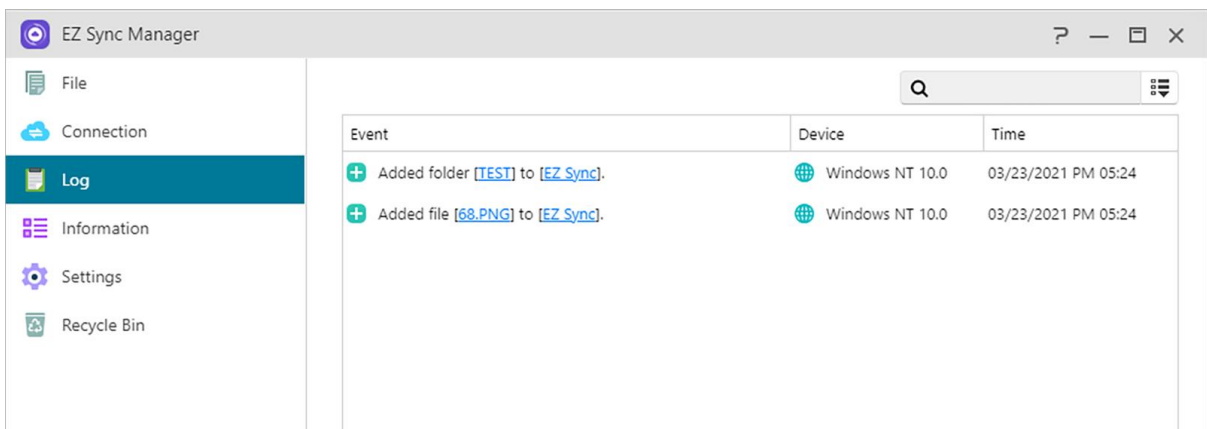 EZ Sync Manager
File
Connection
Log
Information
Settings
Recycle Bin
Event Device Time
Added folder [TEST] to [EZ Sync]. Windows NT 10.0 03/23/2021 PM 05:24
Added file [68.PNG] to [EZ Sync]. Windows NT 10.0 03/23/2021 PM 05:24